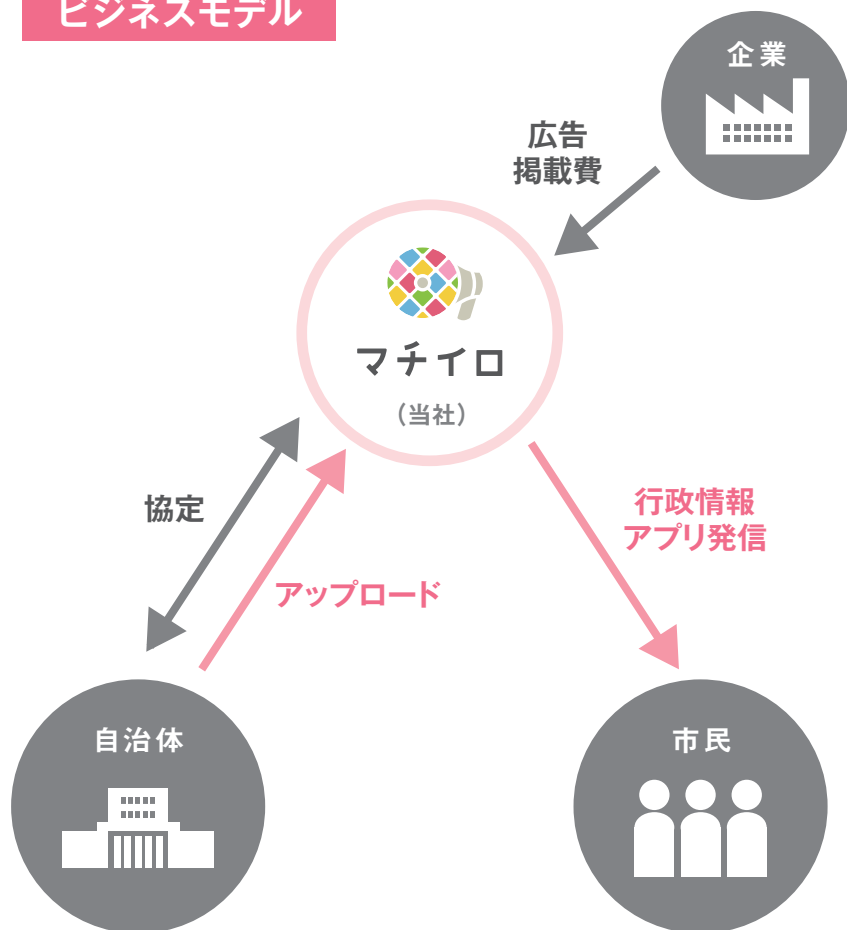 ビジネスモデル
企業
広告
掲載費
マチイロ
（当社）
協定
アップロード
行政情報
アプリ発信
自治体
市民